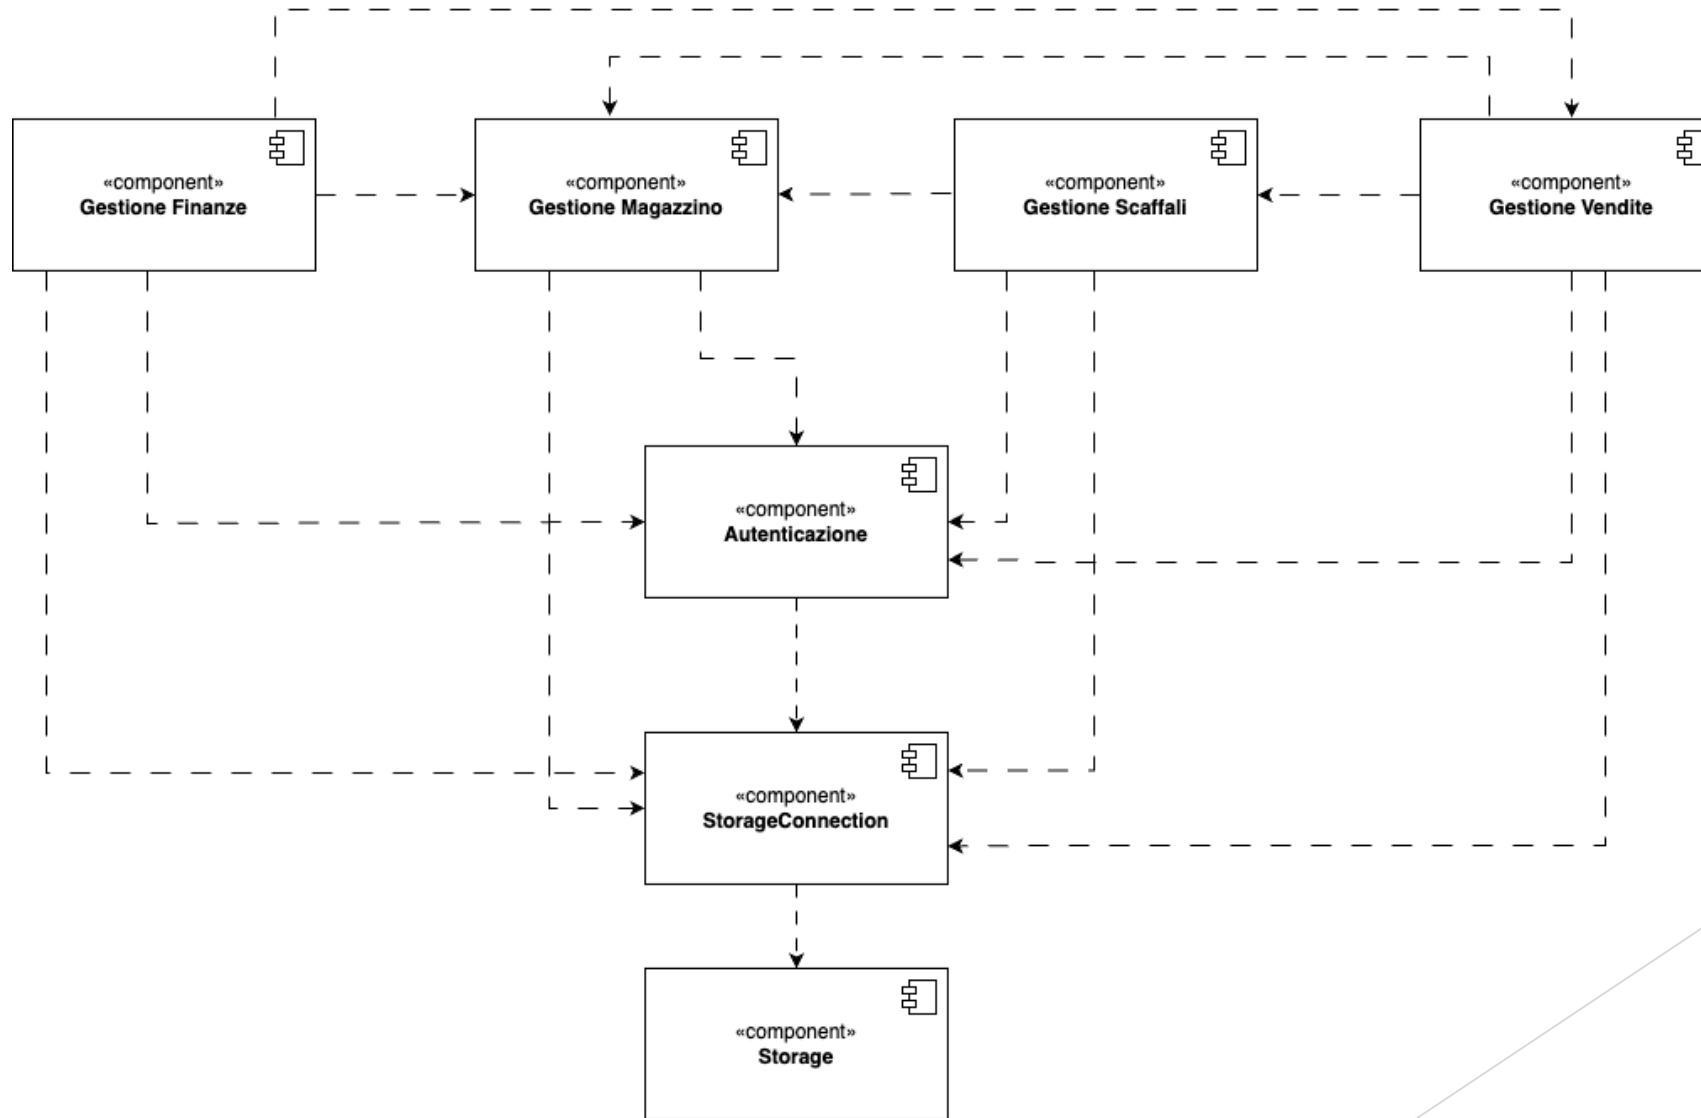 «component»
Gestione Finanze
«component»
Gestione Magazzino
«component»
Gestione Scaffali
«component»
Gestione Vendite
«component»
Autenticazione
«component»
StorageConnection
«component»
Storage